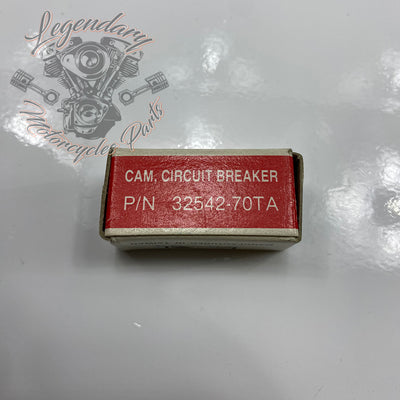 Legendary
Motorcycles Parts
CAM, CIRCUIT BREAKER
P/N 32542-70TA